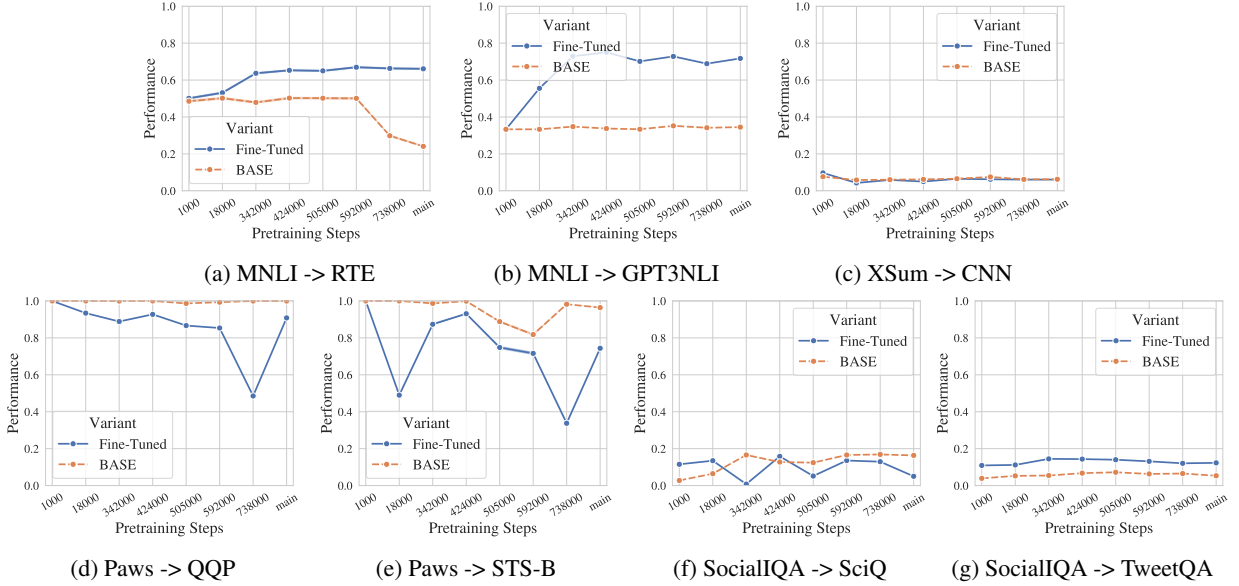 1.0
0.8
0.6
0.4
0.2
0.0
Performance
Variant
Fine-Tuned
BASE
1000
18000
342000
424000
505000
592000
738000
main
Pretraining Steps
(a) MNLI -> RTE
1.0
0.8
0.6
0.4
0.2
0.0
Performance
Variant
Fine-Tuned
BASE
1000
18000
342000
424000
505000
592000
738000
main
Pretraining Steps
(b) MNLI -> GPT3NLI
1.0
0.8
0.6
0.4
0.2
0.0
Performance
Variant
Fine-Tuned
BASE
1000
18000
342000
424000
505000
592000
738000
main
Pretraining Steps
(c) XSum -> CNN
1.0
0.8
0.6
0.4
0.2
0.0
Performance
Variant
Fine-Tuned
BASE
1000
18000
342000
424000
505000
592000
738000
main
Pretraining Steps
(d) Paws -> QQP
1.0
0.8
0.6
0.4
0.2
0.0
Performance
Variant
Fine-Tuned
BASE
1000
18000
342000
424000
505000
592000
738000
main
Pretraining Steps
(e) Paws -> STS-B
1.0
0.8
0.6
0.4
0.2
0.0
Performance
Variant
Fine-Tuned
BASE
1000
18000
342000
424000
505000
592000
738000
main
Pretraining Steps
(f) SocialIQA -> SciQ
1.0
0.8
0.6
0.4
0.2
0.0
Performance
Variant
Fine-Tuned
BASE
1000
18000
342000
424000
505000
592000
738000
main
Pretraining Steps
(g) SocialIQA -> TweetQA